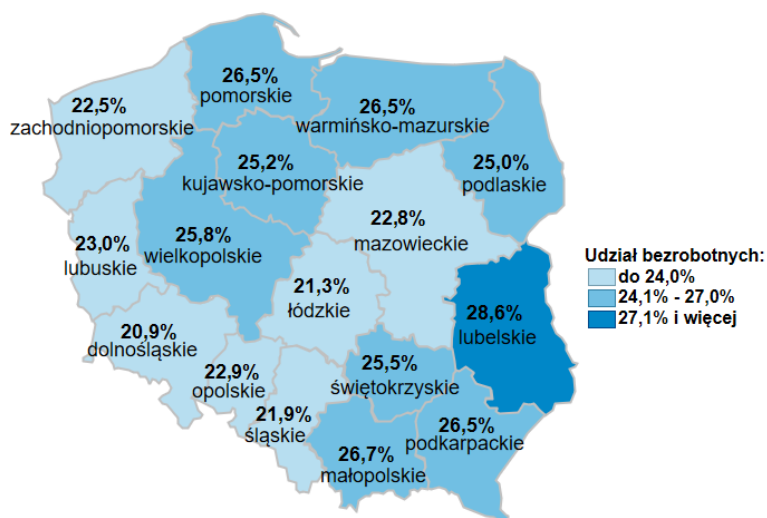 26,5%
pomorskie
22,5%
zachodniopomorskie
26,5%
warmińsko-mazurskie
25,2%
kujawsko-pomorskie
25,0%
podlaskie
22,8%
mazowieckie
23,0%
lubuskie
25,8%
wielkopolskie
21,3%
łódzkie
28,6%
lubelskie
20,9%
dolnośląskie
22,9%
opolskie
21,9%
śląskie
25,5%
świętokrzyskie
26,7%
małopolskie
26,5%
podkarpackie
Udział bezrobotnych:
do 24,0%
24,1% - 27,0%
27,1% i więcej